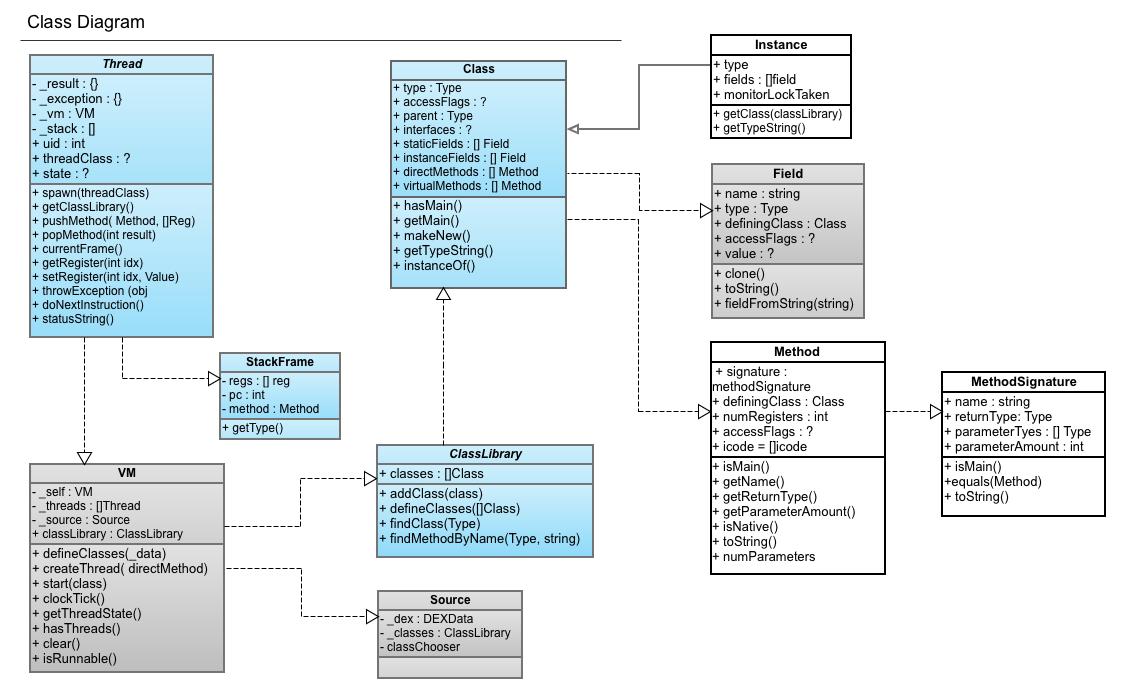 Class Diagram
Thread
- _result : {}
- _exception : {}
- _vm : VM
- _stack : []
+ uid : int
+ threadClass : ?
+ state : ?
+ spawn(threadClass)
+ getClassLibrary()
+ pushMethod( Method, []Reg)
+ popMethod(int result)
+ currentFrame()
+ getRegister(int idx)
+ setRegister(int idx, Value)
+ throwException (obj
+ doNextInstruction()
+ statusString()
StackFrame
- regs : [] reg
- pc : int
- method : Method
+ getType()
VM
- _self : VM
- _threads : []Thread
- _source : Source
+ classLibrary : ClassLibrary
+ defineClasses(_data)
+ createThread( directMethod)
+ start(class)
+ clockTick()
+ getThreadState()
+ hasThreads()
+ clear()
+ isRunnable()
Class
+ type : Type
+ accessFlags : ?
+ parent : Type
+ interfaces : ?
+ staticFields : [] Field
+ instanceFields : [] Field
+ directMethods : [] Method
+ virtualMethods : [] Method
+ hasMain()
+ getMain()
+ makeNew()
+ getTypeString()
+ instanceOf()
ClassLibrary
+ classes : []Class
+ addClass(class)
+ defineClasses([]Class)
+ findClass(Type)
+ findMethodByName(Type, string)
Source
- _dex : DEXData
- _classes : ClassLibrary
- classChooser
Instance
+ type
+ fields : []field
+ monitorLockTaken
+ getClass(classLibrary)
+ getTypeString()
Field
+ name : string
+ type : Type
+ definingClass : Class
+ accessFlags : ?
+ value : ?
+ clone()
+ toString()
+ fieldFromString(string)
Method
+ signature :
methodSignature
+ definingClass : Class
+ numRegisters : int
+ accessFlags : ?
+ icode = []icode
+ isMain()
+ getName()
+ getReturnType()
+ getParameterAmount()
+ isNative()
+ toString()
+ numParameters
MethodSignature
+ name : string
+ returnType: Type
+ parameterTyes : [] Type
+ parameterAmount : int
+ isMain()
+equals(Method)
+ toString()